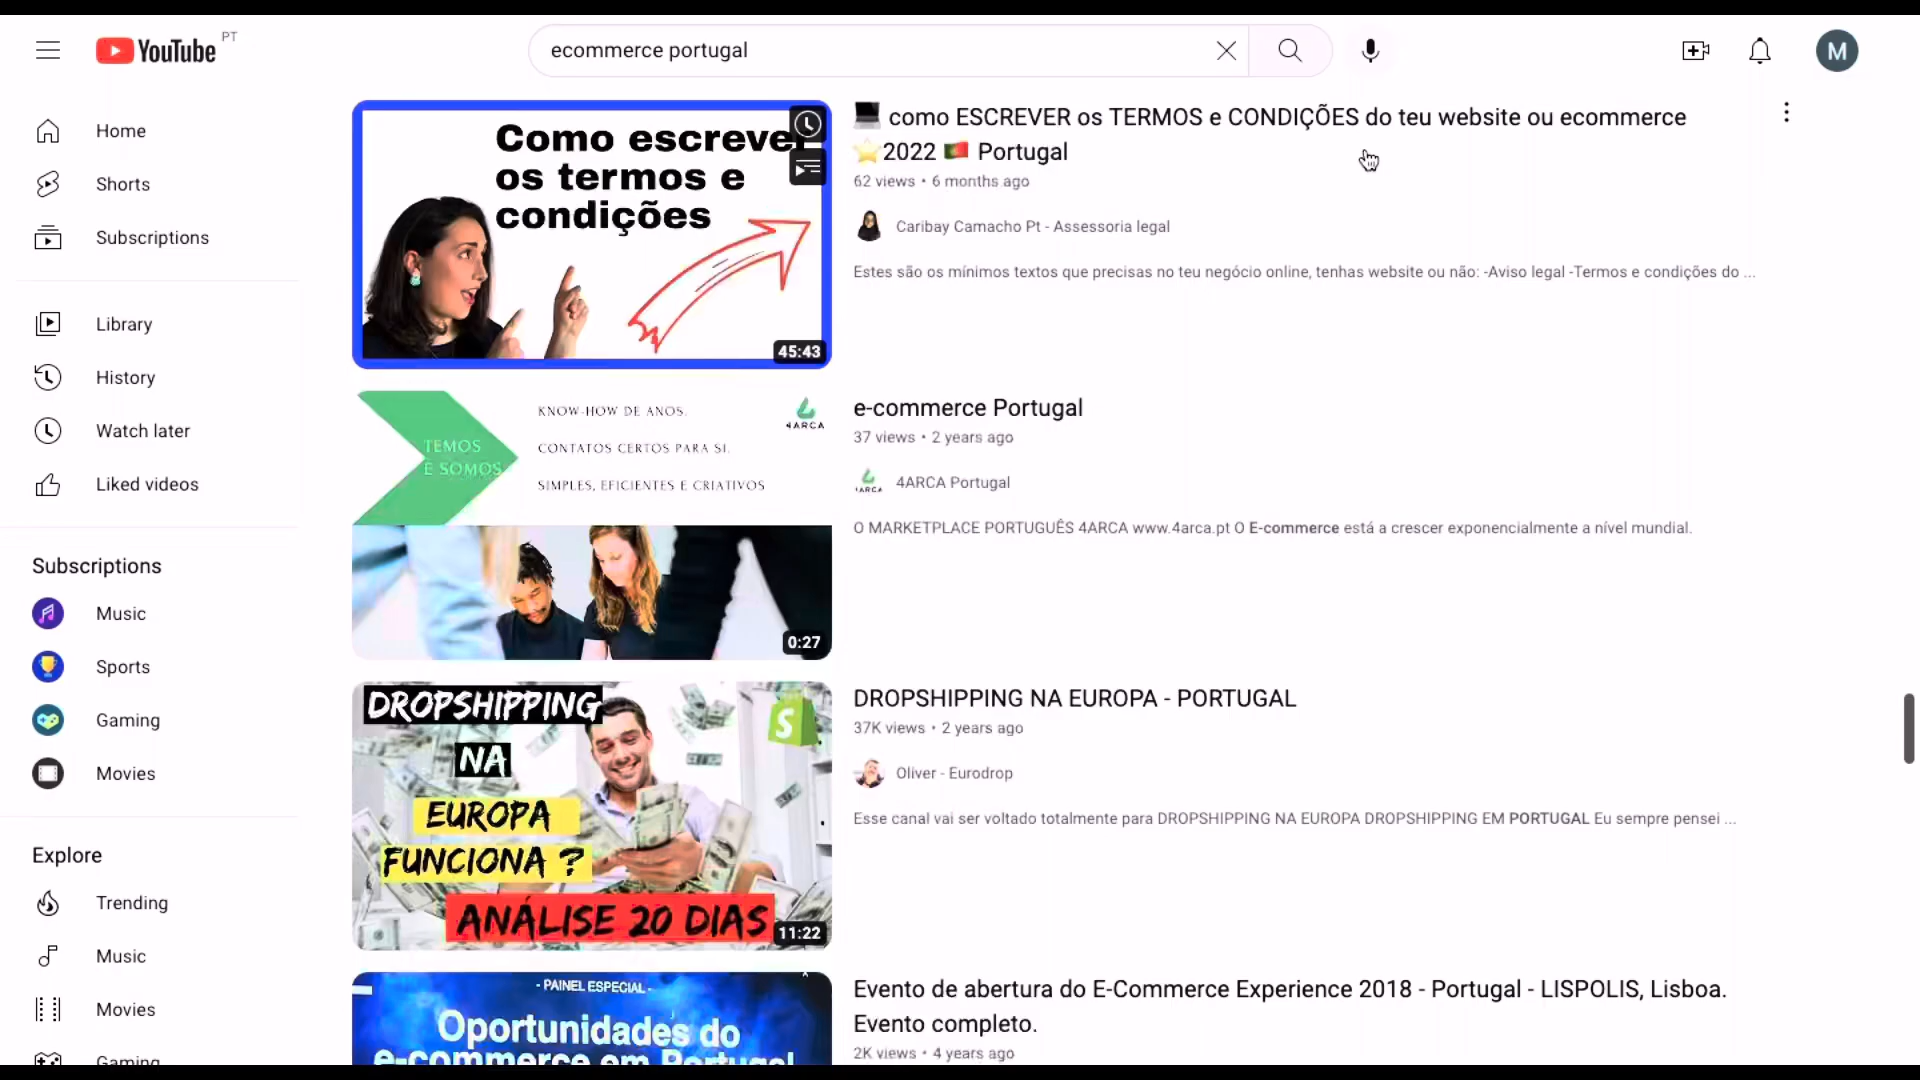 YouTube PT
ecommerce portugal
M
Home
Shorts
Subscriptions
Library
History
Watch later
Liked videos
Subscriptions
Music
Sports
Gaming
Movies
Explore
Trending
Music
Movies
Gaming
Como escrever
os termos e
condições
45:43
como ESCREVER os TERMOS e CONDIÇÕES do teu website ou ecommerce
2022 Portugal
62 views • 6 months ago
Caribay Camacho Pt - Assessoria legal
Estes são os mínimos textos que precisas no teu negócio online, tenhas website ou não: -Aviso legal -Termos e condições do ...
TEMOS
E SOMOS
KNOW-HOW DE ANOS.
CONTATOS CERTOS PARA SI.
SIMPLES, EFICIENTES E CRIATIVOS
4ARCA
0:27
e-commerce Portugal
37 views • 2 years ago
4ARCA
4ARCA Portugal
O MARKETPLACE PORTUGUÊS 4ARCA www.4arca.pt O E-commerce está a crescer exponencialmente a nível mundial.
DROPSHIPPING
NA
EUROPA
FUNCIONA ?
ANÁLISE 20 DIAS
11:22
DROPSHIPPING NA EUROPA - PORTUGAL
37K views • 2 years ago
Oliver - Eurodrop
Esse canal vai ser voltado totalmente para DROPSHIPPING NA EUROPA DROPSHIPPING EM PORTUGAL Eu sempre pensei ...
- PAINEL ESPECIAL -
Oportunidades do
e-commerce em Portugal
Evento de abertura do E-Commerce Experience 2018 - Portugal - LISPOLIS, Lisboa.
Evento completo.
2K views • 4 years ago